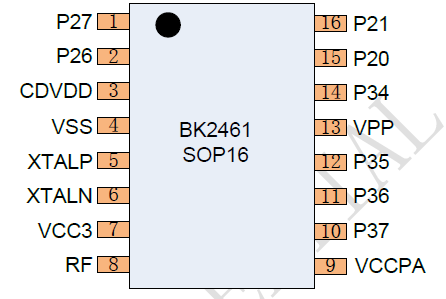 P27 1 16 P21
P26 2 15 P20
CDVDD 3 14 P34
VSS 4 13 VPP
BK2461
SOP16
XTALP 5 12 P35
XTALN 6 11 P36
VCC3 7 10 P37
RF 8 9 VCCPA